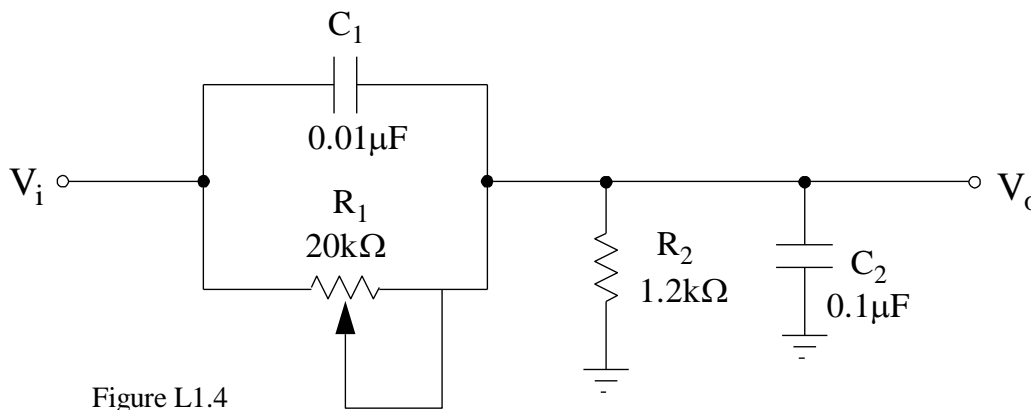 C₁
0.01μF
Vᵢ
Vₒ
R₁
20kΩ
R₂
1.2kΩ
C₂
0.1μF
Figure L1.4